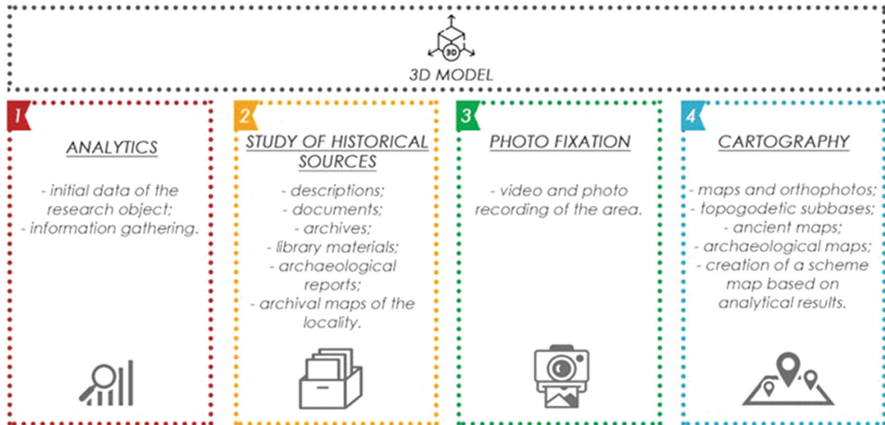 3D
3D MODEL
1
ANALYTICS
- initial data of the
research object;
- information gathering.
2
STUDY OF HISTORICAL
SOURCES
- descriptions;
- documents;
- archives;
- library materials;
- archaeological
reports;
- archival maps of the
locality.
3
PHOTO FIXATION
- video and photo
recording of the area.
4
CARTOGRAPHY
- maps and orthophotos;
- topogodetic subbases;
- ancient maps;
- archaeological maps;
- creation of a scheme
map based on
analytical results.